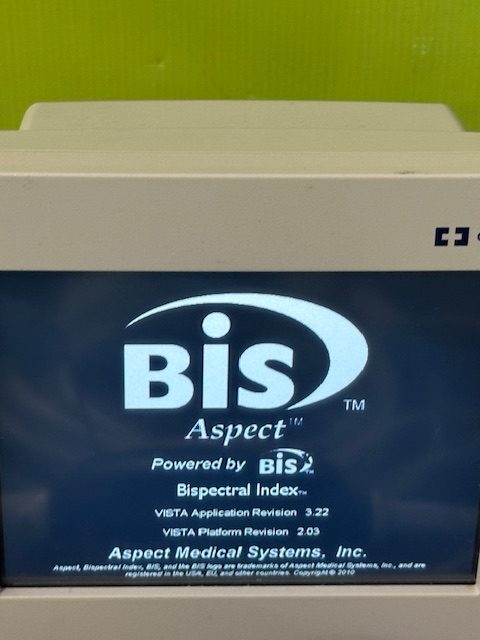 BIS
TM
Aspect™
Powered by BIS
Bispectral Index™
VISTA Application Revision 3.22
VISTA Platform Revision 2.03
Aspect Medical Systems, Inc.
Aspect, Bispectral Index, BIS, and the BIS logo are trademarks of Aspect Medical Systems, Inc., and are
registered in the USA, EU, and other countries. Copyright © 2010